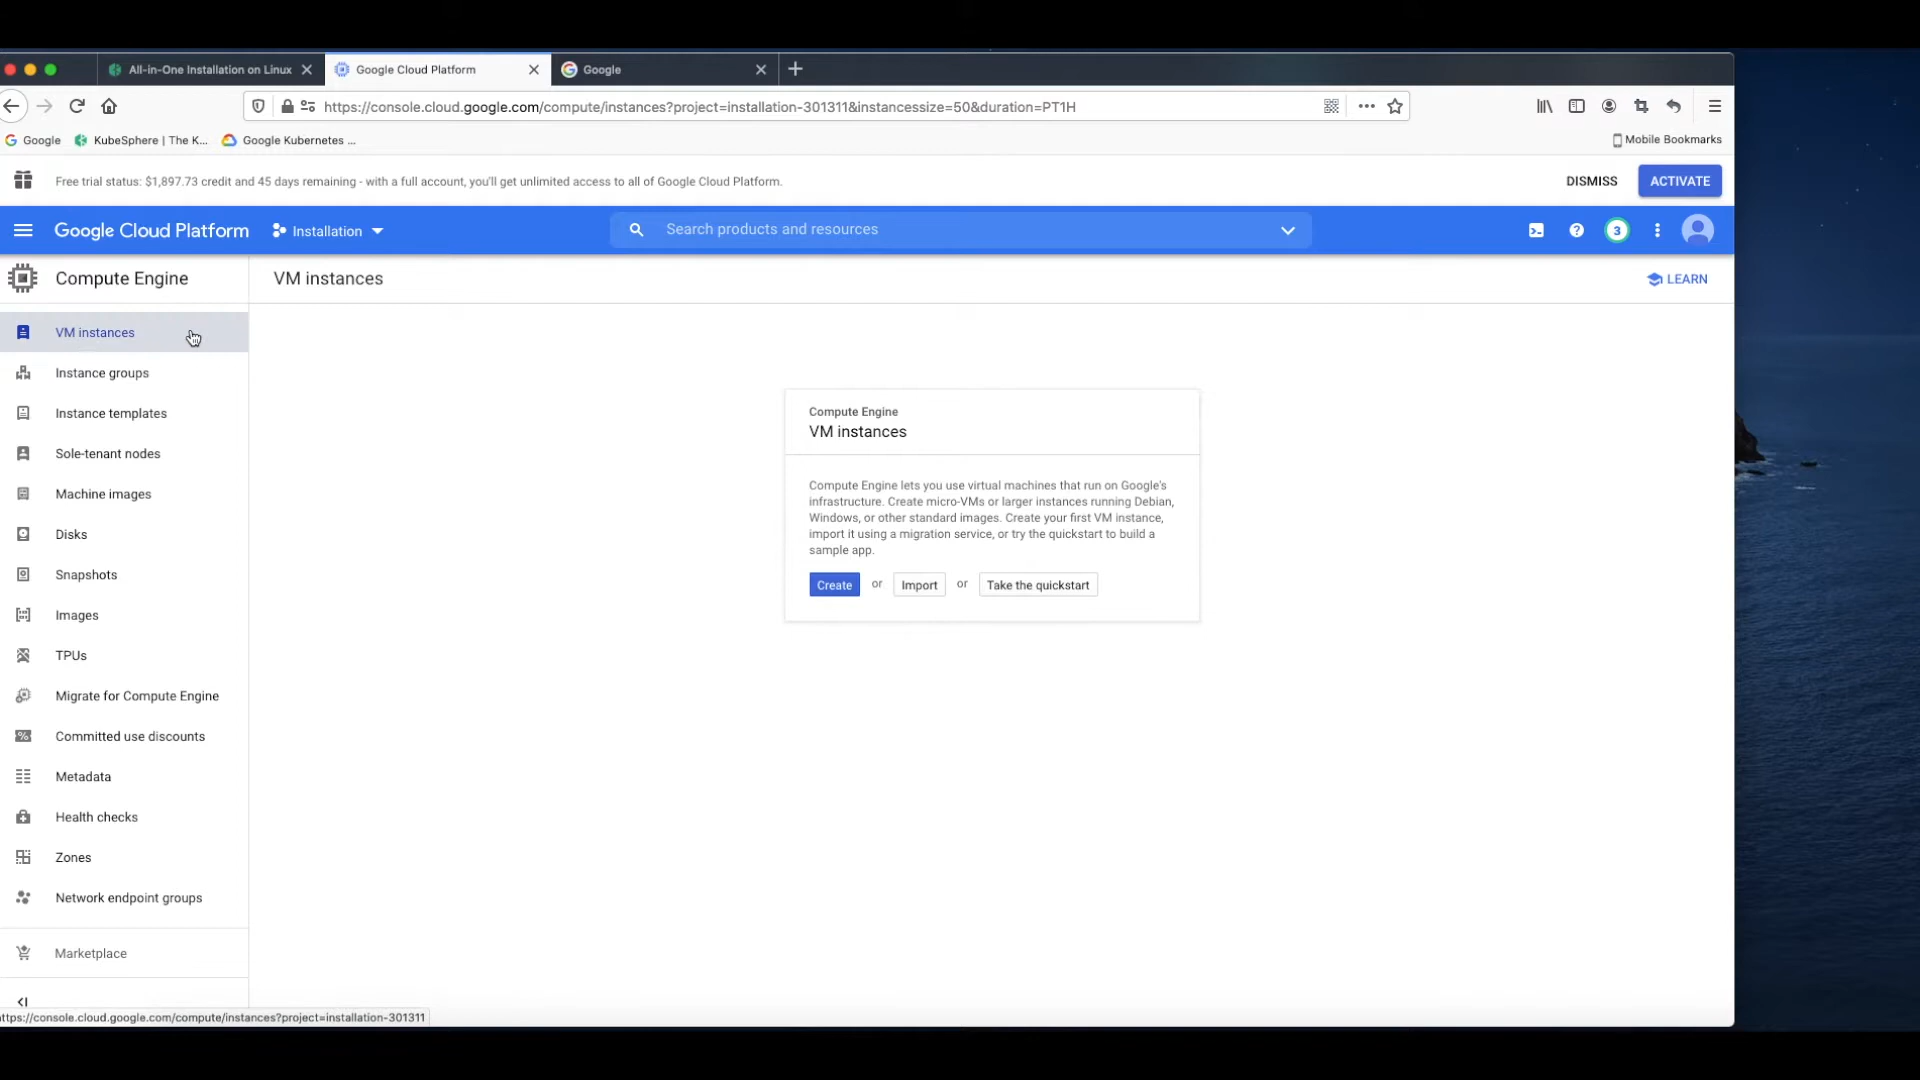 All-in-One Installation on Linux
Google Cloud Platform
Google
https://console.cloud.google.com/compute/instances?project=installation-301311&instancessize=50&duration=PT1H
Google
KubeSphere | The K...
Google Kubernetes ...
Mobile Bookmarks
Free trial status: $1,897.73 credit and 45 days remaining - with a full account, you'll get unlimited access to all of Google Cloud Platform.
DISMISS
ACTIVATE
Google Cloud Platform
Installation
Search products and resources
3
Compute Engine
VM instances
LEARN
VM instances
Instance groups
Instance templates
Sole-tenant nodes
Machine images
Disks
Snapshots
Images
TPUs
Migrate for Compute Engine
Committed use discounts
Metadata
Health checks
Zones
Network endpoint groups
Marketplace
Compute Engine
VM instances
Compute Engine lets you use virtual machines that run on Google's
infrastructure. Create micro-VMs or larger instances running Debian,
Windows, or other standard images. Create your first VM instance,
import it using a migration service, or try the quickstart to build a
sample app.
Create or Import or Take the quickstart
ttps://console.cloud.google.com/compute/instances?project=installation-301311